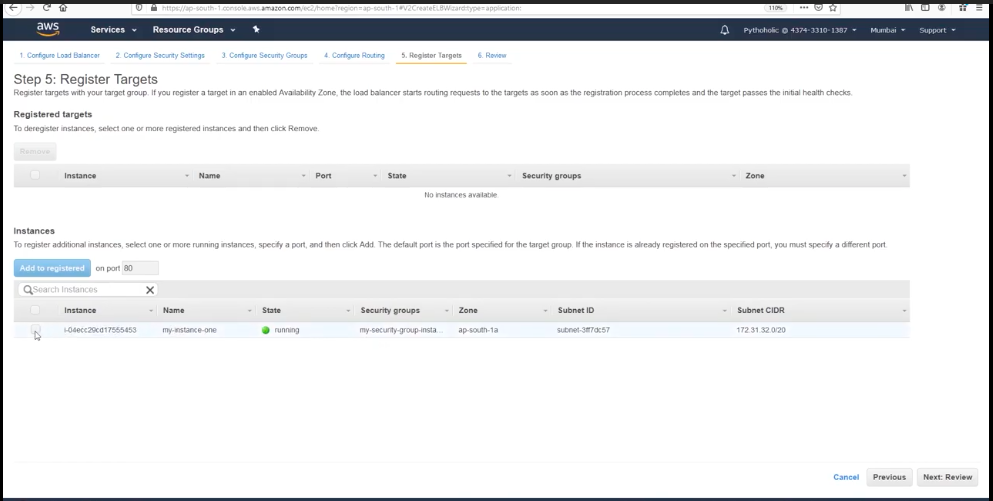 https://ap-south-1.console.aws.amazon.com/ec2/home?region=ap-south-1#V2CreateELBWizard:type=application:
110%
aws Services Resource Groups Pythoholic @ 4374-3310-1387 Mumbai Support
1. Configure Load Balancer 2. Configure Security Settings 3. Configure Security Groups 4. Configure Routing 5. Register Targets 6. Review
Step 5: Register Targets
Register targets with your target group. If you register a target in an enabled Availability Zone, the load balancer starts routing requests to the targets as soon as the registration process completes and the target passes the initial health checks.
Registered targets
To deregister instances, select one or more registered instances and then click Remove.
Remove
Instance Name Port State Security groups Zone
No instances available.
Instances
To register additional instances, select one or more running instances, specify a port, and then click Add. The default port is the port specified for the target group. If the instance is already registered on the specified port, you must specify a different port.
Add to registered on port 80
Search Instances
Instance Name State Security groups Zone Subnet ID Subnet CIDR
i-04ecc29cd17555453 my-instance-one running my-security-group-insta... ap-south-1a subnet-3ff7dc57 172.31.32.0/20
Cancel Previous Next: Review